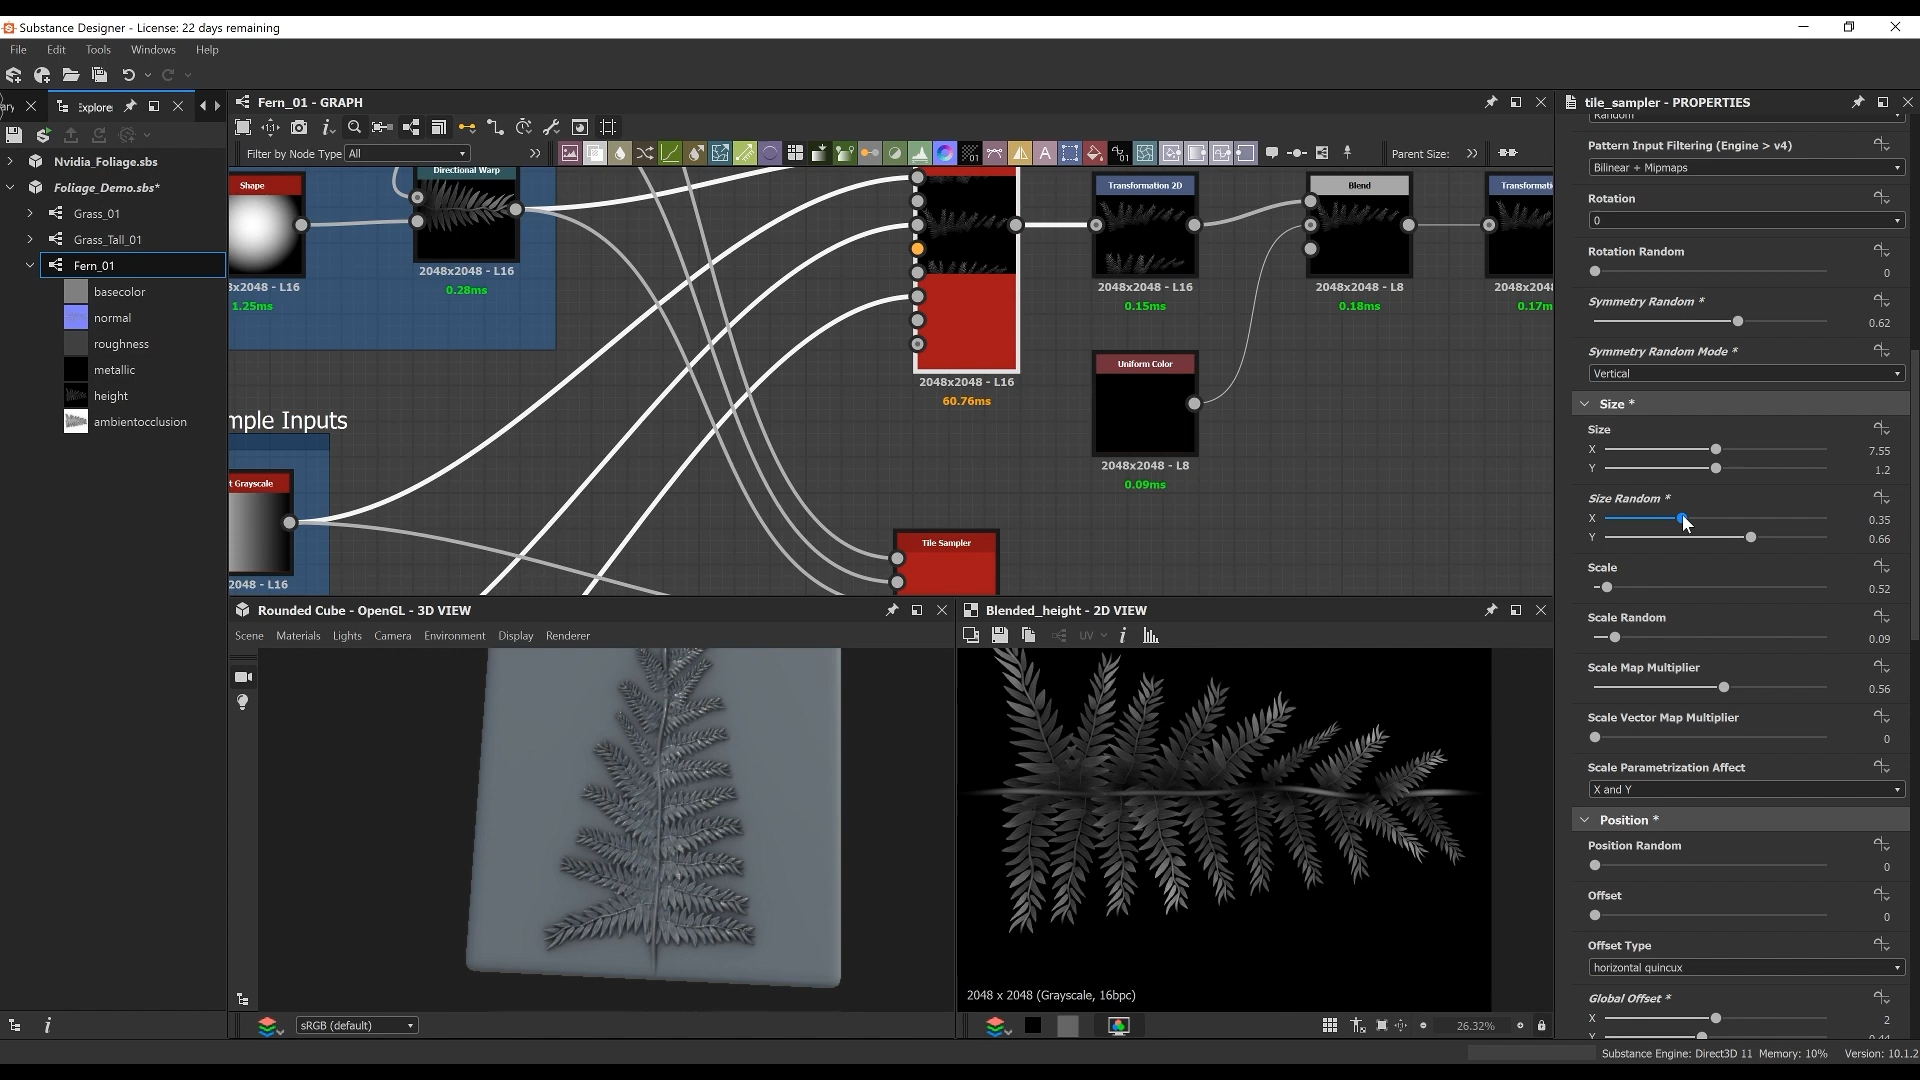 Substance Designer - License: 22 days remaining
File Edit Tools Windows Help
Explore
Fern_01 - GRAPH
tile_sampler - PROPERTIES
Filter by Node Type All
Parent Size:
Nvidia_Foliage.sbs
Foliage_Demo.sbs*
Grass_01
Grass_Tall_01
Fern_01
basecolor
normal
roughness
metallic
height
ambientocclusion
Shape
1.25ms
Directional Warp
2048x2048 - L16
0.28ms
2048x2048 - L16
60.76ms
Transformation 2D
2048x2048 - L16
0.15ms
Blend
2048x2048 - L8
0.18ms
Uniform Color
2048x2048 - L8
0.09ms
Tile Sampler
mple Inputs
t Grayscale
2048 - L16
Rounded Cube - OpenGL - 3D VIEW
Scene Materials Lights Camera Environment Display Renderer
sRGB (default)
Blended_height - 2D VIEW
UV
2048 x 2048 (Grayscale, 16bpc)
26.32%
Random
Pattern Input Filtering (Engine > v4)
Bilinear + Mipmaps
Rotation
0
Rotation Random
0
Symmetry Random *
0.62
Symmetry Random Mode *
Vertical
Size *
Size
X 7.55
Y 1.2
Size Random *
X 0.35
Y 0.66
Scale
0.52
Scale Random
0.09
Scale Map Multiplier
0.56
Scale Vector Map Multiplier
0
Scale Parametrization Affect
X and Y
Position *
Position Random
0
Offset
0
Offset Type
horizontal quincux
Global Offset *
X 2
Y 0.44
Substance Engine: Direct3D 11 Memory: 10% Version: 10.1.2